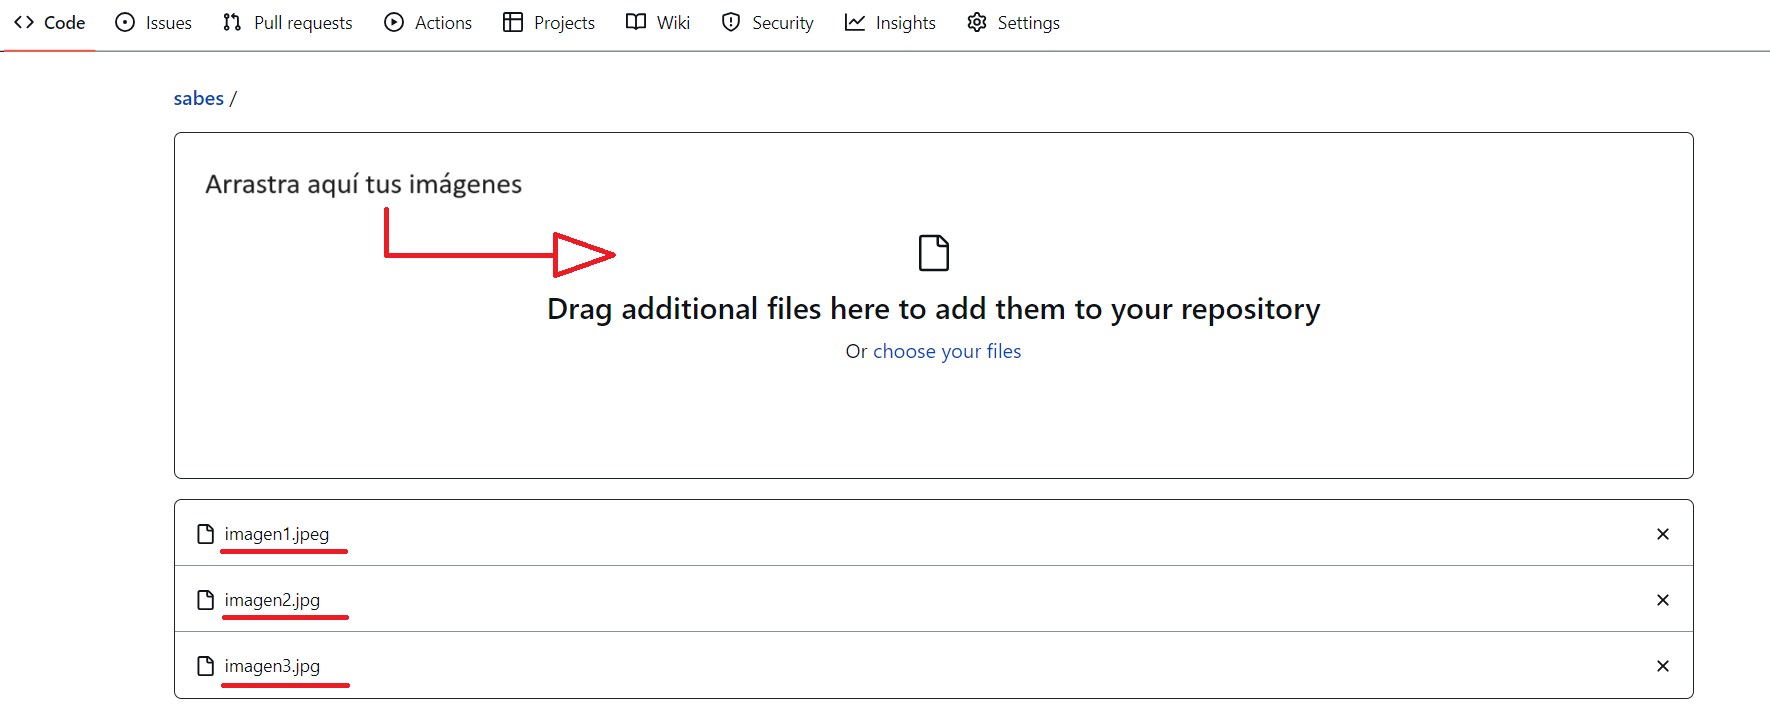 Code Issues Pull requests Actions Projects Wiki Security Insights Settings
sabes /
Arrastra aquí tus imágenes
Drag additional files here to add them to your repository
Or choose your files
imagen1.jpeg
imagen2.jpg
imagen3.jpg